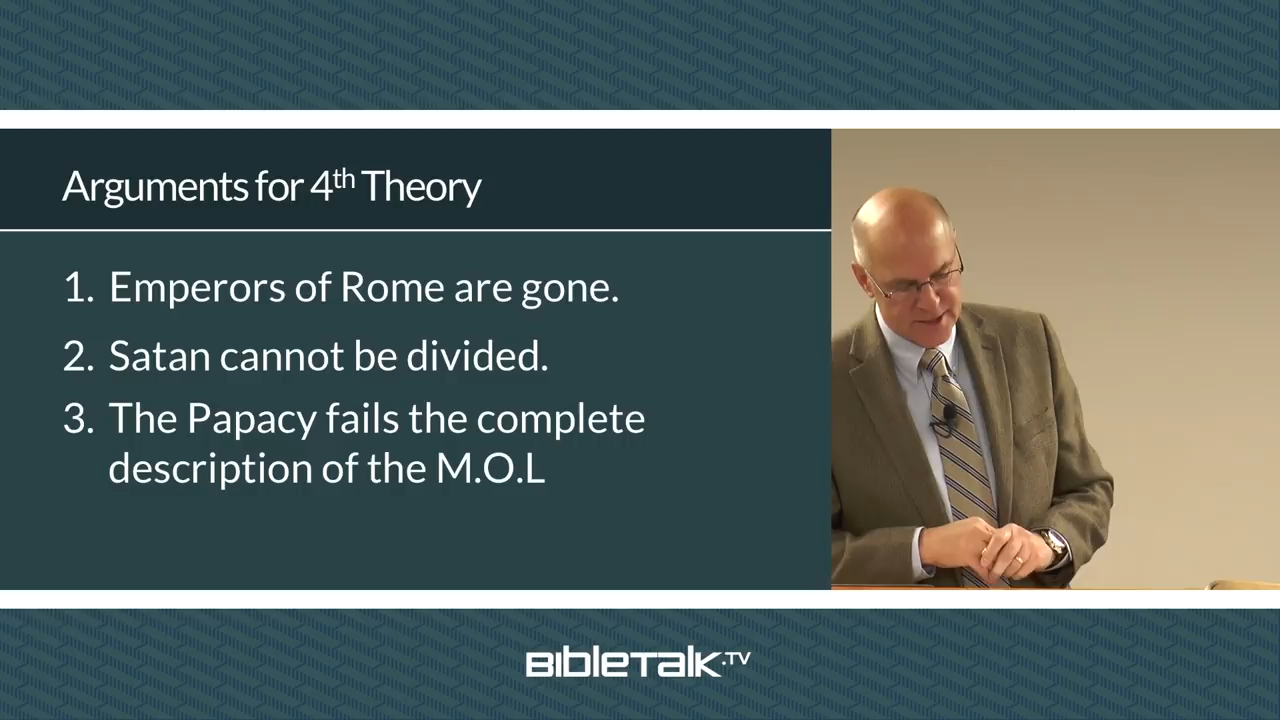 Arguments for 4th Theory
1. Emperors of Rome are gone.
2. Satan cannot be divided.
3. The Papacy fails the complete
description of the M.O.L
BIBLETALK.TV